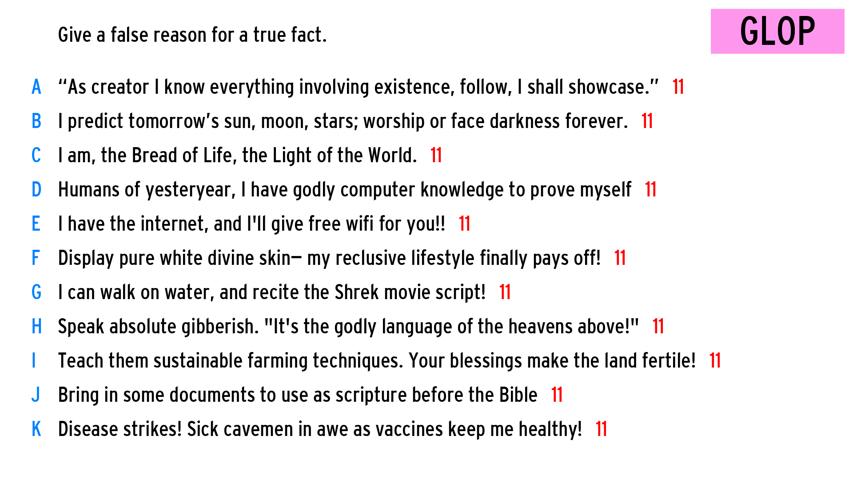 Give a false reason for a true fact.
GLOP
A “As creator I know everything involving existence, follow, I shall showcase.” 11
B I predict tomorrow’s sun, moon, stars; worship or face darkness forever. 11
C I am, the Bread of Life, the Light of the World. 11
D Humans of yesteryear, I have godly computer knowledge to prove myself 11
E I have the internet, and I'll give free wifi for you!! 11
F Display pure white divine skin— my reclusive lifestyle finally pays off! 11
G I can walk on water, and recite the Shrek movie script! 11
H Speak absolute gibberish. "It's the godly language of the heavens above!" 11
I Teach them sustainable farming techniques. Your blessings make the land fertile! 11
J Bring in some documents to use as scripture before the Bible 11
K Disease strikes! Sick cavemen in awe as vaccines keep me healthy! 11